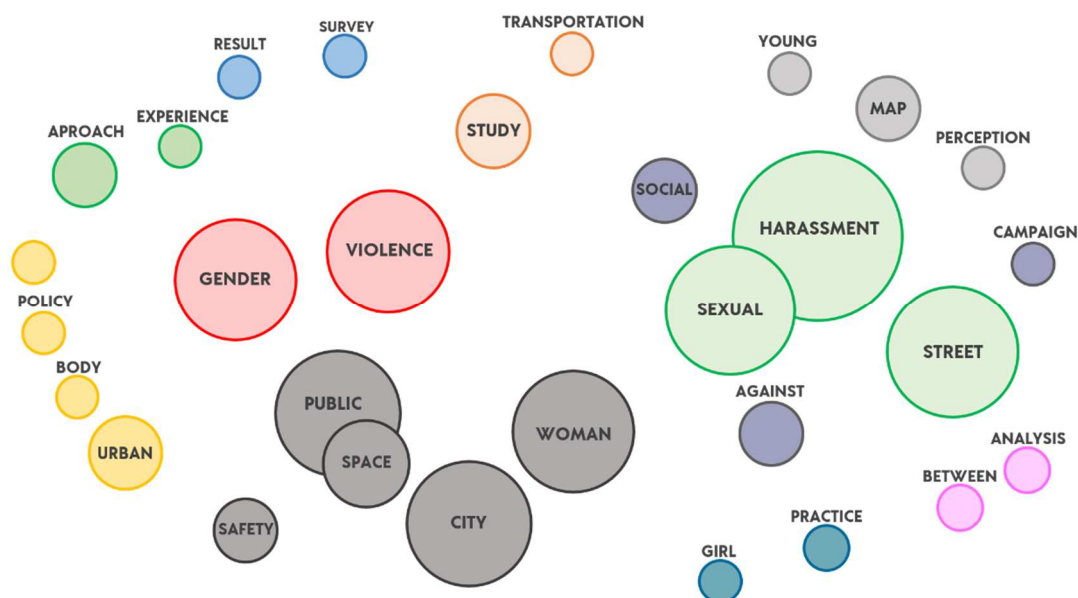 TRANSPORTATION
SURVEY
RESULT
YOUNG
MAP
EXPERIENCE
APROACH
STUDY
PERCEPTION
SOCIAL
HARASSMENT
CAMPAIGN
VIOLENCE
GENDER
POLICY
SEXUAL
STREET
BODY
AGAINST
PUBLIC
WOMAN
URBAN
SPACE
ANALYSIS
BETWEEN
CITY
SAFETY
PRACTICE
GIRL